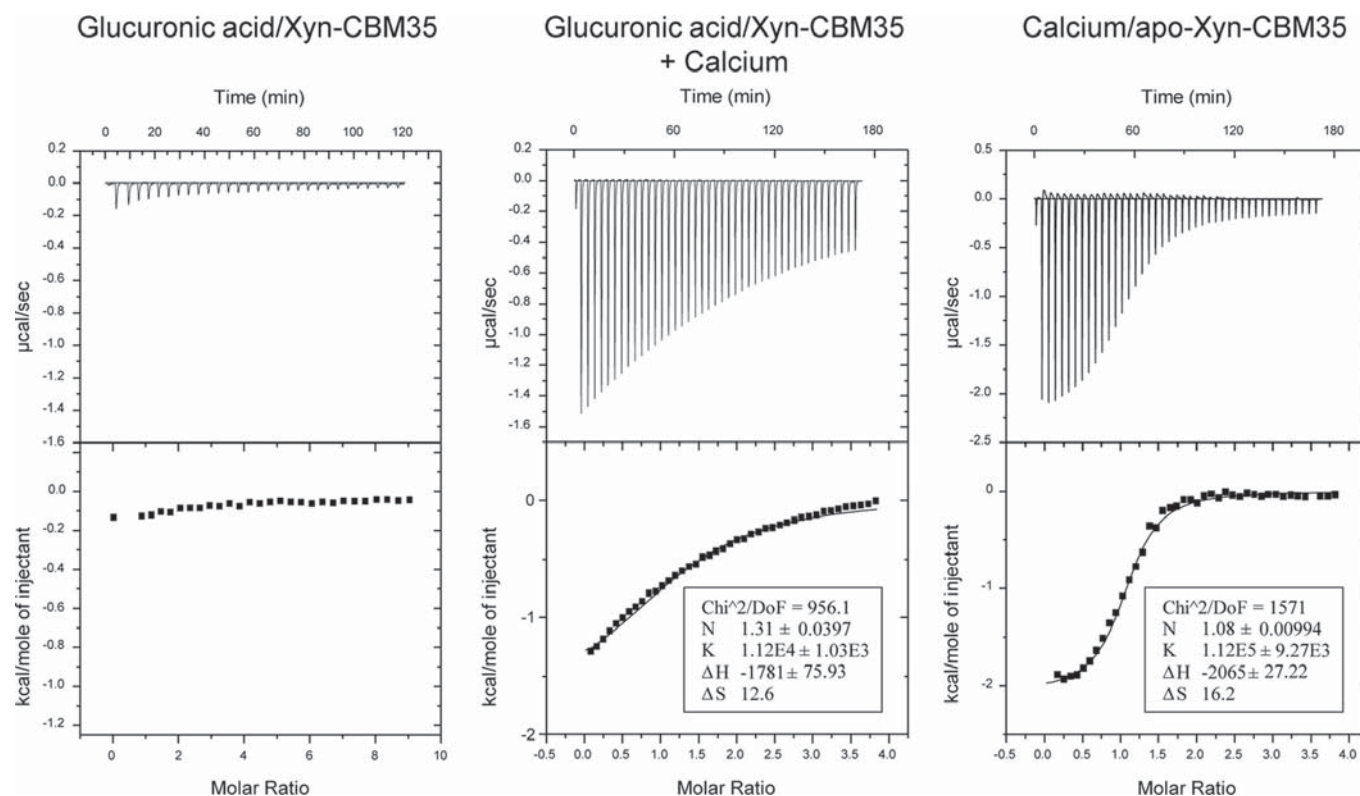 Glucuronic acid/Xyn-CBM35
Time (min)
0 20 40 60 80 100 120
0.2
0.0
-0.2
-0.4
-0.6
-0.8
-1.0
-1.2
-1.4
-1.6
µcal/sec
0.0
-0.2
-0.4
-0.6
-0.8
-1.0
-1.2
kcal/mole of injectant
0 2 4 6 8 10
Molar Ratio
Glucuronic acid/Xyn-CBM35
+ Calcium
Time (min)
0 60 120 180
0.2
0.0
-0.2
-0.4
-0.6
-0.8
-1.0
-1.2
-1.4
-1.6
µcal/sec
0
-1
-2
kcal/mole of injectant
Chi^2/DoF = 956.1
N 1.31 ± 0.0397
K 1.12E4 ± 1.03E3
ΔH -1781 ± 75.93
ΔS 12.6
-0.5 0.0 0.5 1.0 1.5 2.0 2.5 3.0 3.5 4.0
Molar Ratio
Calcium/apo-Xyn-CBM35
Time (min)
0 60 120 180
0.5
0.0
-0.5
-1.0
-1.5
-2.0
-2.5
µcal/sec
0
-1
-2
kcal/mole of injectant
Chi^2/DoF = 1571
N 1.08 ± 0.00994
K 1.12E5 ± 9.27E3
ΔH -2065 ± 27.22
ΔS 16.2
-0.5 0.0 0.5 1.0 1.5 2.0 2.5 3.0 3.5 4.0
Molar Ratio